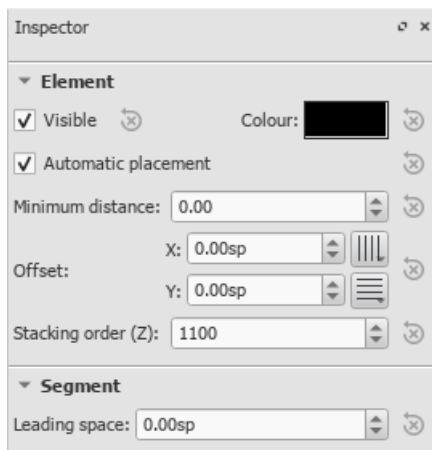 Inspector
Element
Visible Colour:
Automatic placement
Minimum distance: 0.00
X: 0.00sp
Offset:
Y: 0.00sp
Stacking order (Z): 1100
Segment
Leading space: 0.00sp